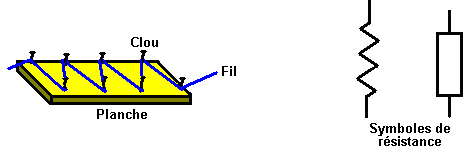 Clou
Fil
Planche
Symboles de
résistance